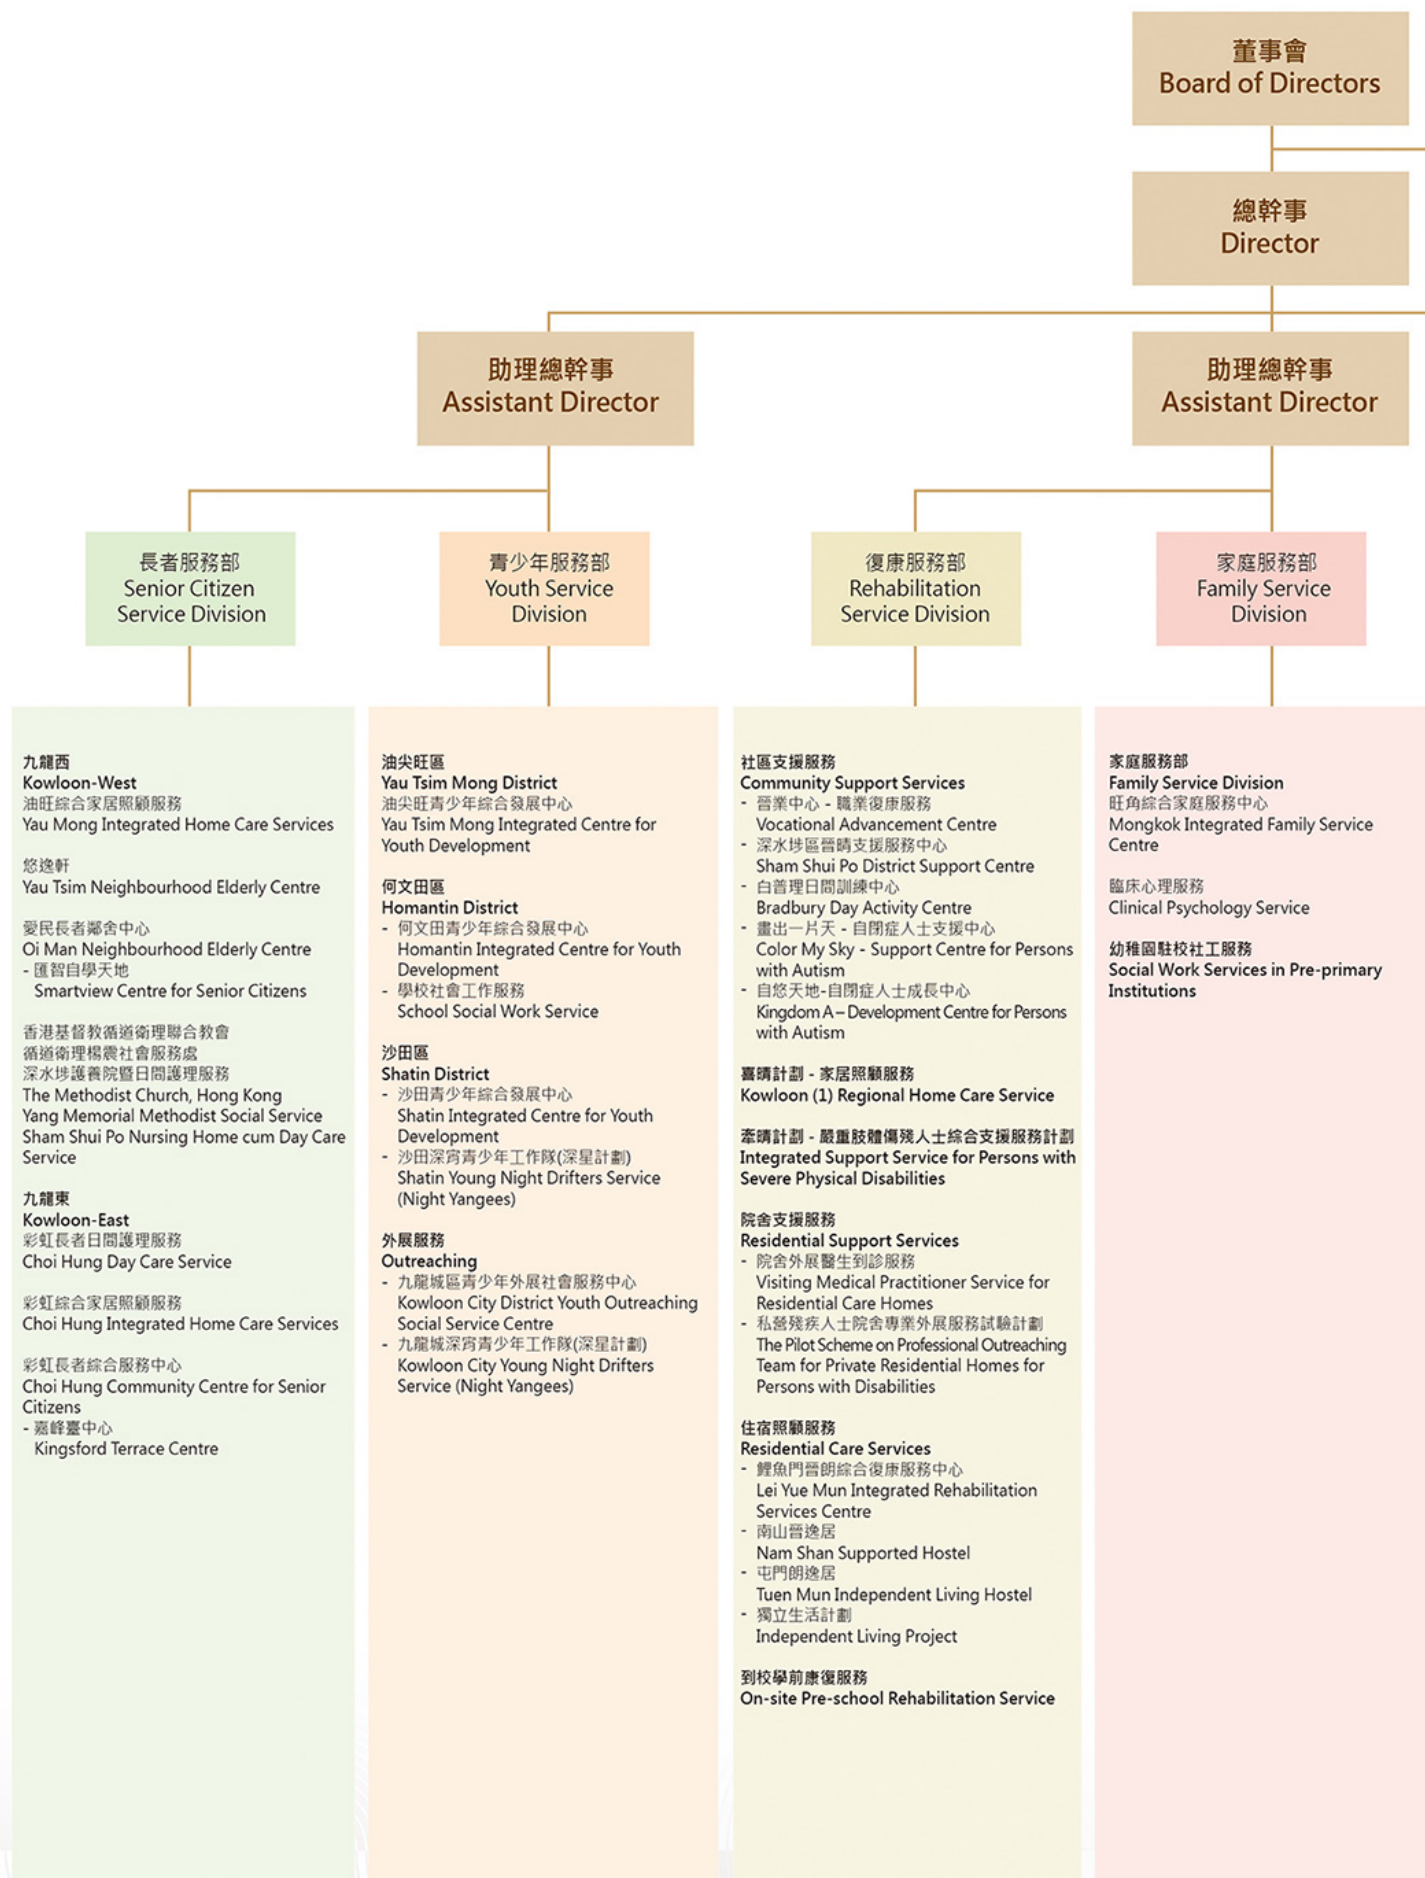 董事會
Board of Directors
總幹事
Director
助理總幹事
Assistant Director
助理總幹事
Assistant Director
長者服務部
Senior Citizen
Service Division
青少年服務部
Youth Service
Division
復康服務部
Rehabilitation
Service Division
家庭服務部
Family Service
Division
九龍西
Kowloon-West
油旺綜合家居照顧服務
Yau Mong Integrated Home Care Services
悠逸軒
Yau Tsim Neighbourhood Elderly Centre
愛民長者鄰舍中心
Oi Man Neighbourhood Elderly Centre
- 匯智自學天地
Smartview Centre for Senior Citizens
香港基督教循道衛理聯合教會
循道衛理楊震社會服務處
深水埗護養院暨日間護理服務
The Methodist Church, Hong Kong
Yang Memorial Methodist Social Service
Sham Shui Po Nursing Home cum Day Care
Service
九龍東
Kowloon-East
彩虹長者日間護理服務
Choi Hung Day Care Service
彩虹綜合家居照顧服務
Choi Hung Integrated Home Care Services
彩虹長者綜合服務中心
Choi Hung Community Centre for Senior
Citizens
- 嘉峰臺中心
Kingsford Terrace Centre
油尖旺區
Yau Tsim Mong District
油尖旺青少年綜合發展中心
Yau Tsim Mong Integrated Centre for
Youth Development
何文田區
Homantin District
- 何文田青少年綜合發展中心
Homantin Integrated Centre for Youth
Development
- 學校社會工作服務
School Social Work Service
沙田區
Shatin District
- 沙田青少年綜合發展中心
Shatin Integrated Centre for Youth
Development
- 沙田深宵青少年工作隊(深星計劃)
Shatin Young Night Drifters Service
(Night Yangees)
外展服務
Outreaching
- 九龍城區青少年外展社會服務中心
Kowloon City District Youth Outreaching
Social Service Centre
- 九龍城深宵青少年工作隊(深星計劃)
Kowloon City Young Night Drifters
Service (Night Yangees)
社區支援服務
Community Support Services
- 晉業中心 - 職業復康服務
Vocational Advancement Centre
- 深水埗區晉晴支援服務中心
Sham Shui Po District Support Centre
- 白普理日間訓練中心
Bradbury Day Activity Centre
- 畫出一片天 - 自閉症人士支援中心
Color My Sky - Support Centre for Persons
with Autism
- 自悠天地-自閉症人士成長中心
Kingdom A – Development Centre for Persons
with Autism
喜晴計劃 - 家居照顧服務
Kowloon (1) Regional Home Care Service
牽晴計劃 - 嚴重肢體傷殘人士綜合支援服務計劃
Integrated Support Service for Persons with
Severe Physical Disabilities
院舍支援服務
Residential Support Services
- 院舍外展醫生到診服務
Visiting Medical Practitioner Service for
Residential Care Homes
- 私營殘疾人士院舍專業外展服務試驗計劃
The Pilot Scheme on Professional Outreaching
Team for Private Residential Homes for
Persons with Disabilities
住宿照顧服務
Residential Care Services
- 鯉魚門晉朗綜合復康服務中心
Lei Yue Mun Integrated Rehabilitation
Services Centre
- 南山晉逸居
Nam Shan Supported Hostel
- 屯門朗逸居
Tuen Mun Independent Living Hostel
- 獨立生活計劃
Independent Living Project
到校學前康復服務
On-site Pre-school Rehabilitation Service
家庭服務部
Family Service Division
旺角綜合家庭服務中心
Mongkok Integrated Family Service
Centre
臨床心理服務
Clinical Psychology Service
幼稚園駐校社工服務
Social Work Services in Pre-primary
Institutions